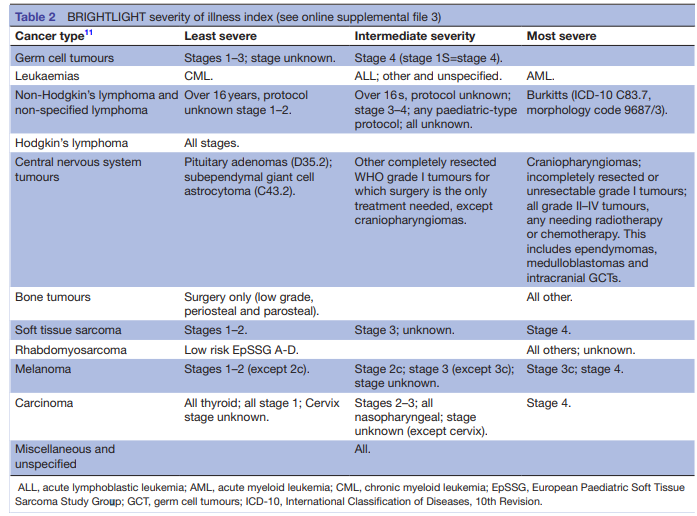 Table 2 BRIGHTLIGHT severity of illness index (see online supplemental file 3)
Cancer type11 Least severe Intermediate severity Most severe
Germ cell tumours Stages 1–3; stage unknown. Stage 4 (stage 1S=stage 4).
Leukaemias CML. ALL; other and unspecified. AML.
Non-Hodgkin's lymphoma and Over 16 years, protocol Over 16 s, protocol unknown; Burkitts (ICD-10 C83.7,
non-specified lymphoma unknown stage 1–2. stage 3–4; any paediatric-type morphology code 9687/3).
protocol; all unknown.
Hodgkin's lymphoma All stages.
Central nervous system Pituitary adenomas (D35.2); Other completely resected Craniopharyngiomas;
tumours subependymal giant cell WHO grade I tumours for incompletely resected or
astrocytoma (C43.2). which surgery is the only unresectable grade I tumours;
treatment needed, except all grade II–IV tumours,
craniopharyngiomas. any needing radiotherapy
or chemotherapy. This
includes ependymomas,
medulloblastomas and
intracranial GCTs.
Bone tumours Surgery only (low grade, All other.
periosteal and parosteal).
Soft tissue sarcoma Stages 1–2. Stage 3; unknown. Stage 4.
Rhabdomyosarcoma Low risk EpSSG A-D. All others; unknown.
Melanoma Stages 1–2 (except 2c). Stage 2c; stage 3 (except 3c); Stage 3c; stage 4.
stage unknown.
Carcinoma All thyroid; all stage 1; Cervix Stages 2–3; all Stage 4.
stage unknown. nasopharyngeal; stage
unknown (except cervix).
Miscellaneous and All.
unspecified
ALL, acute lymphoblastic leukemia; AML, acute myeloid leukemia; CML, chronic myeloid leukemia; EpSSG, European Paediatric Soft Tissue
Sarcoma Study Group; GCT, germ cell tumours; ICD-10, International Classification of Diseases, 10th Revision.